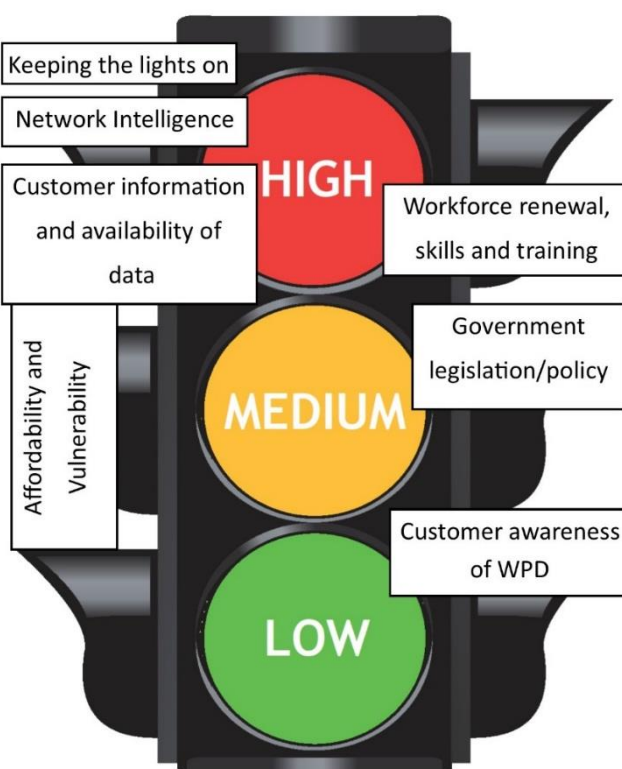 Keeping the lights on
Network Intelligence
HIGH
Customer information
and availability of
data
Workforce renewal,
skills and training
Government
legislation/policy
Affordability and
Vulnerability
MEDIUM
Customer awareness
of WPD
LOW